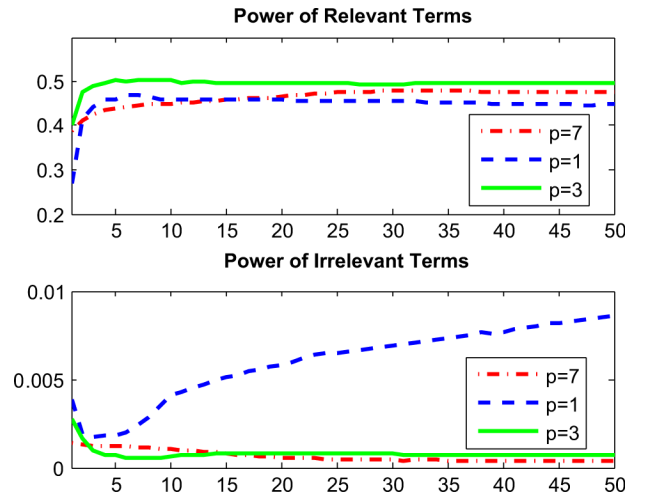 Power of Relevant Terms
0.5
0.4
0.3
0.2
p=7
p=1
p=3
5 10 15 20 25 30 35 40 45 50
Power of Irrelevant Terms
0.01
0.005
0
p=7
p=1
p=3
5 10 15 20 25 30 35 40 45 50